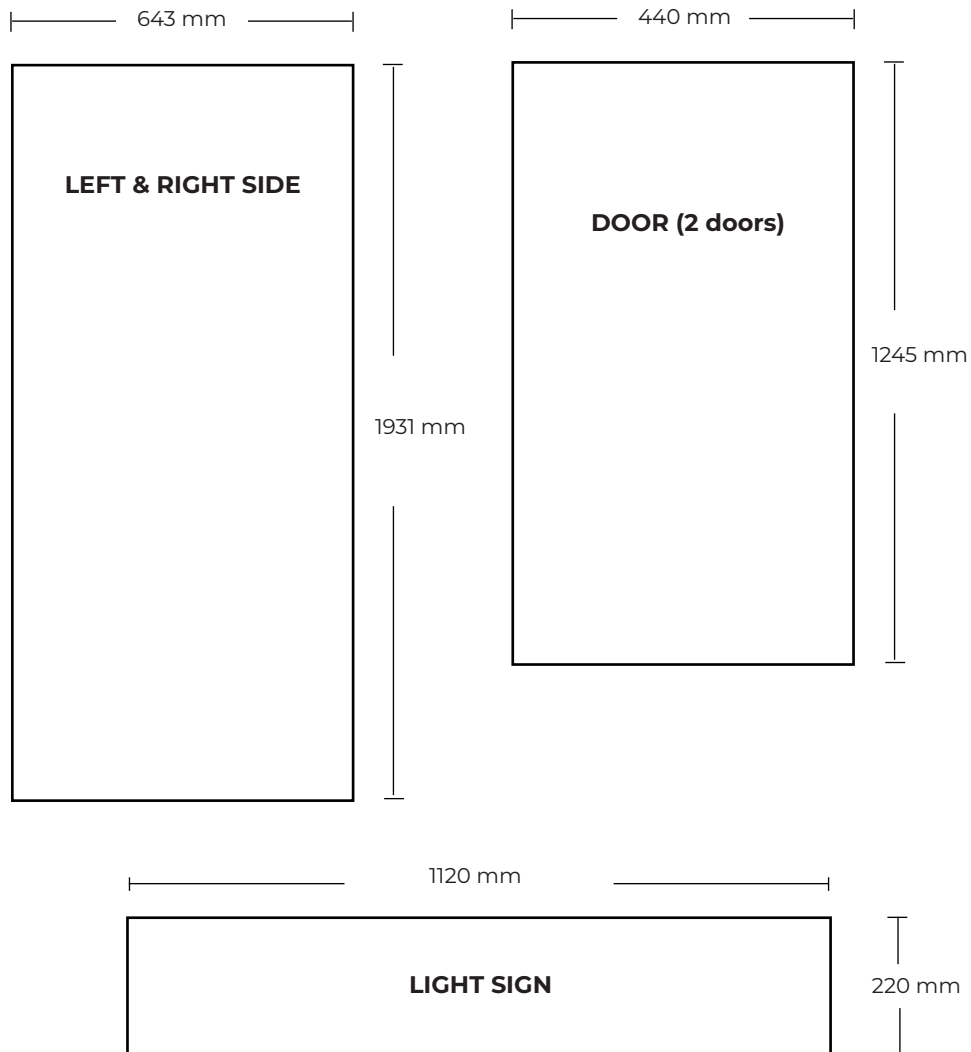 643 mm
440 mm
LEFT & RIGHT SIDE
DOOR (2 doors)
1245 mm
1931 mm
1120 mm
LIGHT SIGN
220 mm